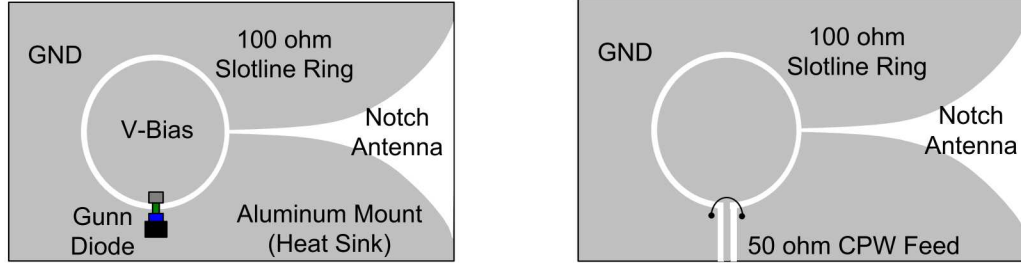 GND
100 ohm
Slotline Ring
V-Bias
Notch
Antenna
Gunn
Diode
Aluminum Mount
(Heat Sink)
GND
100 ohm
Slotline Ring
Notch
Antenna
50 ohm CPW Feed